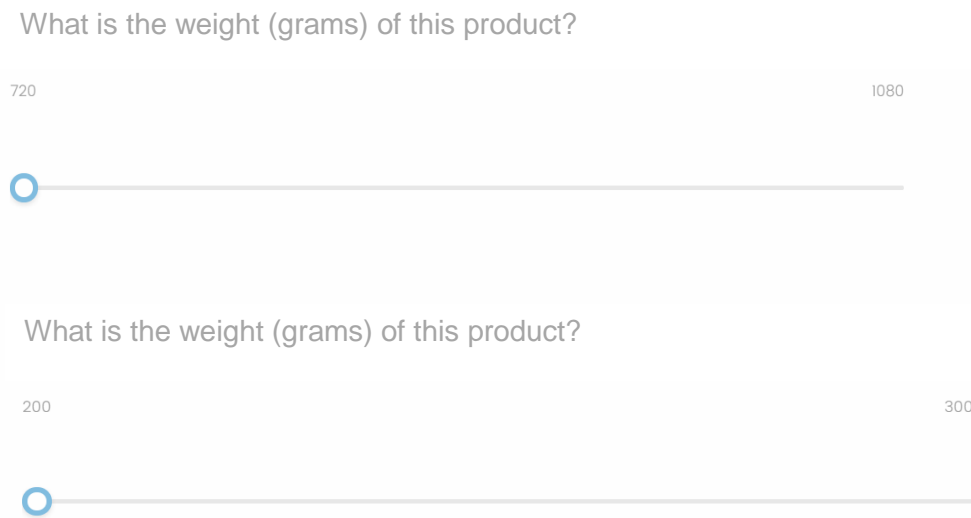 What is the weight (grams) of this product?
720 1080
What is the weight (grams) of this product?
200 300